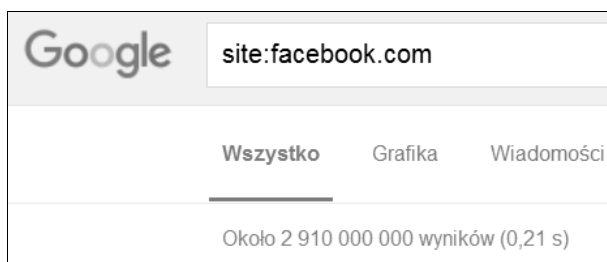 Google site:facebook.com
Wszystko Grafika Wiadomości
Około 2 910 000 000 wyników (0,21 s)